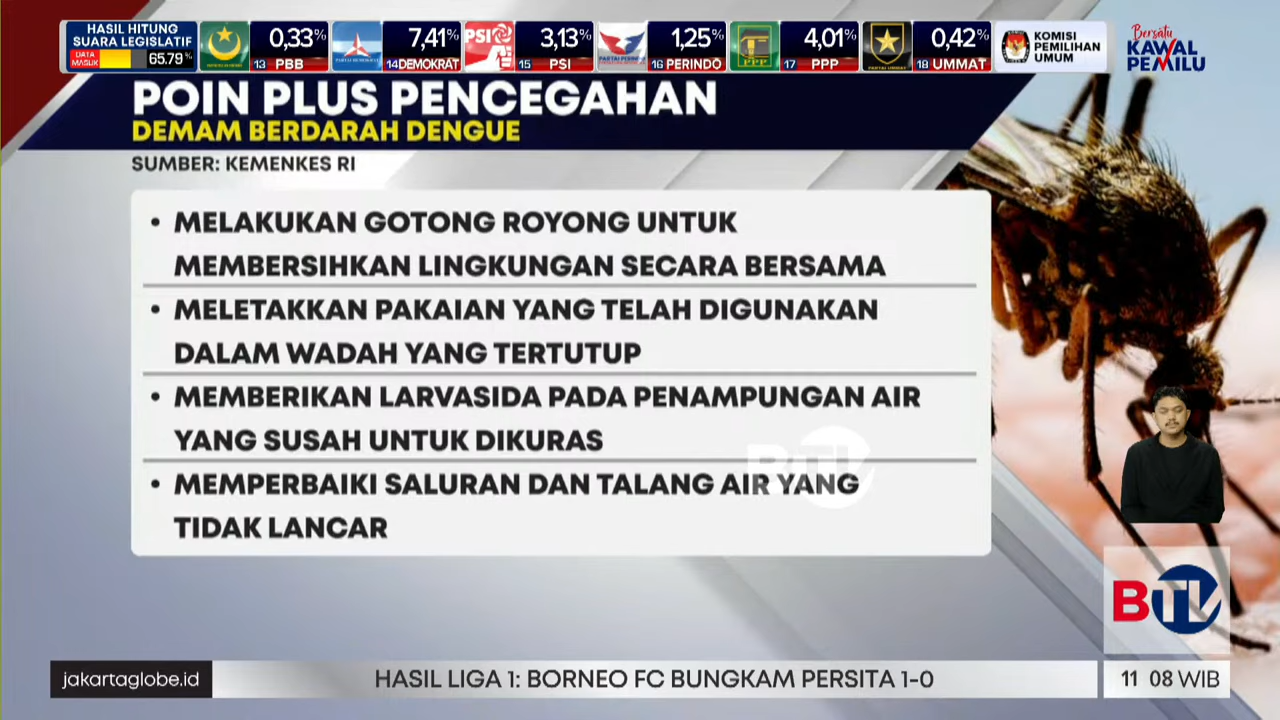 HASIL HITUNG
SUARA LEGISLATIF
DATA
MASUK
65.79%
0,33%
13 PBB
7,41%
14 DEMOKRAT
PSI
3,13%
15 PSI
1,25%
16 PERINDO
PPP
4,01%
17 PPP
PARTAI UMMAT
0,42%
18 UMMAT
KOMISI
PEMILIHAN
UMUM
Bersatu
KAWAL
PEMILU
POIN PLUS PENCEGAHAN
DEMAM BERDARAH DENGUE
SUMBER: KEMENKES RI
• MELAKUKAN GOTONG ROYONG UNTUK
MEMBERSIHKAN LINGKUNGAN SECARA BERSAMA
• MELETAKKAN PAKAIAN YANG TELAH DIGUNAKAN
DALAM WADAH YANG TERTUTUP
• MEMBERIKAN LARVASIDA PADA PENAMPUNGAN AIR
YANG SUSAH UNTUK DIKURAS
• MEMPERBAIKI SALURAN DAN TALANG AIR YANG
TIDAK LANCAR
BTV
BTV
jakartaglobe.id
HASIL LIGA 1: BORNEO FC BUNGKAM PERSITA 1-0
11 08 WIB